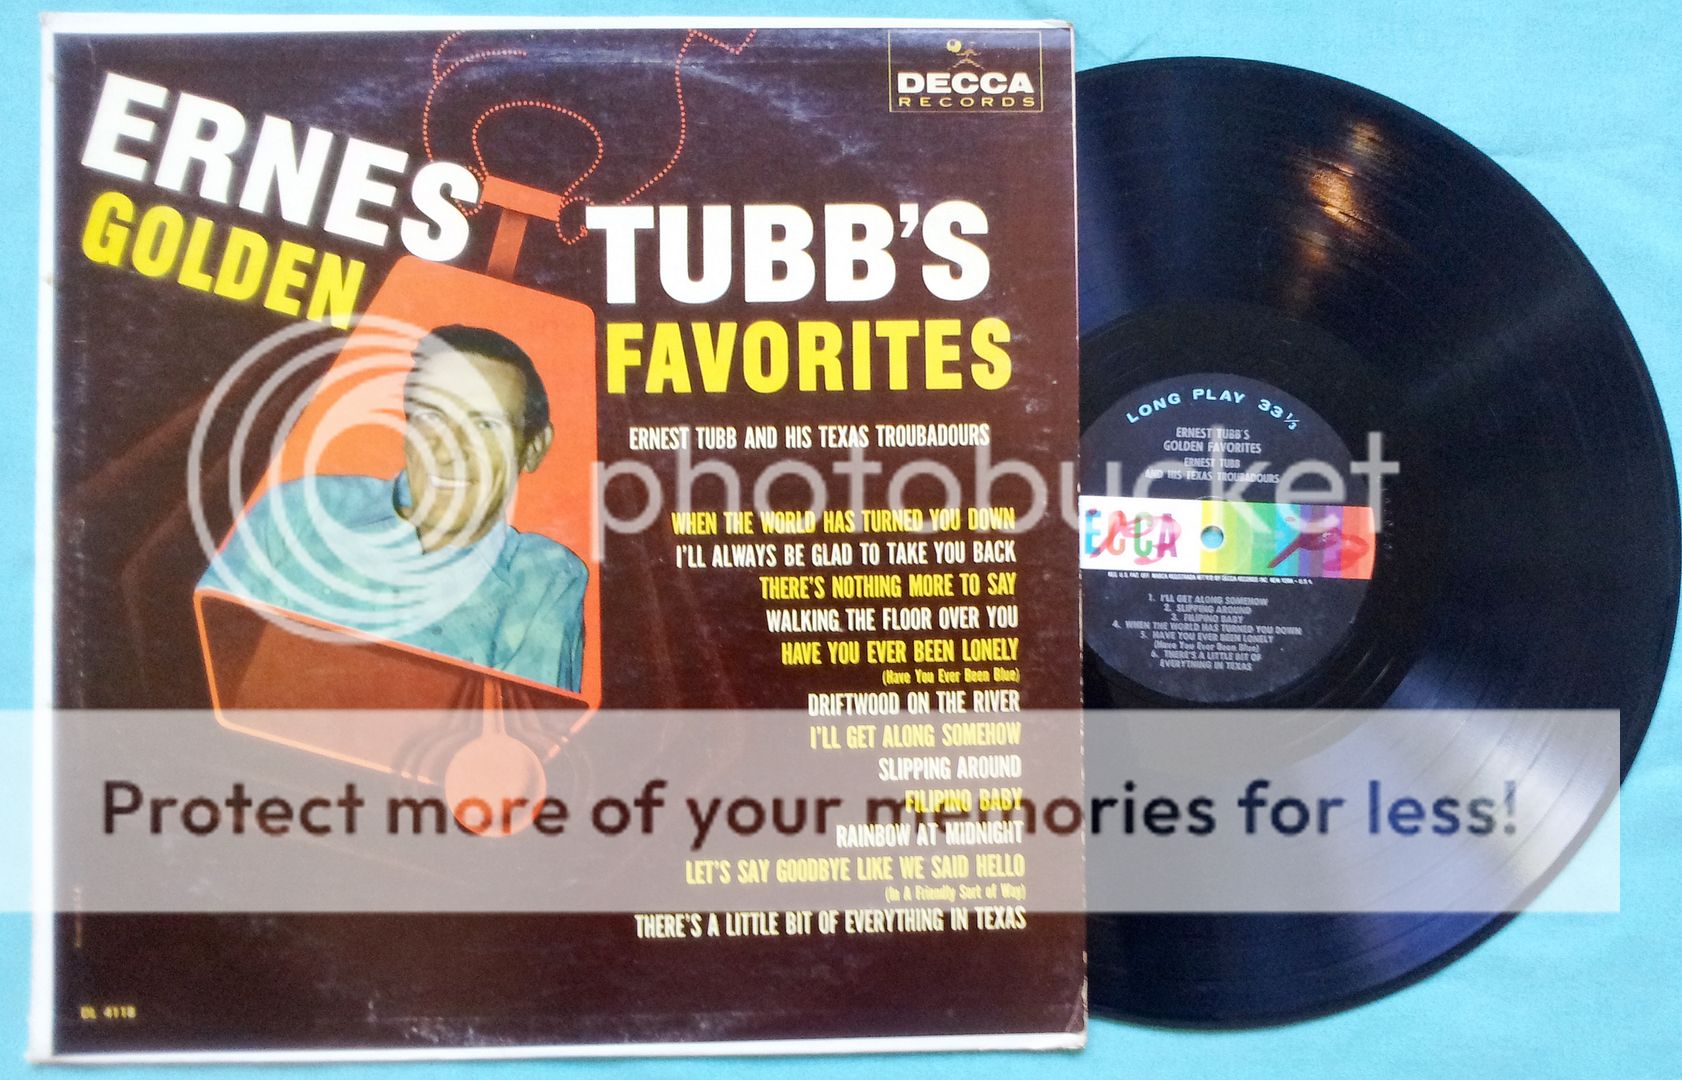 ERNES
GOLDEN
TUBB'S
FAVORITES
DECCA
RECORDS
ERNEST TUBB AND HIS TEXAS TROUBADOURS
WHEN THE WORLD HAS TURNED YOU DOWN
I'LL ALWAYS BE GLAD TO TAKE YOU BACK
THERE'S NOTHING MORE TO SAY
WALKING THE FLOOR OVER YOU
HAVE YOU EVER BEEN LONELY
(Have You Ever Been Blue)
DRIFTWOOD ON THE RIVER
I'LL GET ALONG SOMEHOW
SLIPPING AROUND
FILIPINO BABY
RAINBOW AT MIDNIGHT
LET'S SAY GOODBYE LIKE WE SAID HELLO
(In A Friendly Sort of Way)
THERE'S A LITTLE BIT OF EVERYTHING IN TEXAS
DL 4118
LONG PLAY 33 1/3
ERNEST TUBB'S
GOLDEN FAVORITES
ERNEST TUBB
AND HIS TEXAS TROUBADOURS
ECCA
1. I'LL GET ALONG SOMEHOW
2. SLIPPING AROUND
3. FILIPINO BABY
4. WHEN THE WORLD HAS TURNED YOU DOWN
5. HAVE YOU EVER BEEN LONELY
(Have You Ever Been Blue)
6. THERE'S A LITTLE BIT OF
EVERYTHING IN TEXAS
photobucket
Protect more of your memories for less!